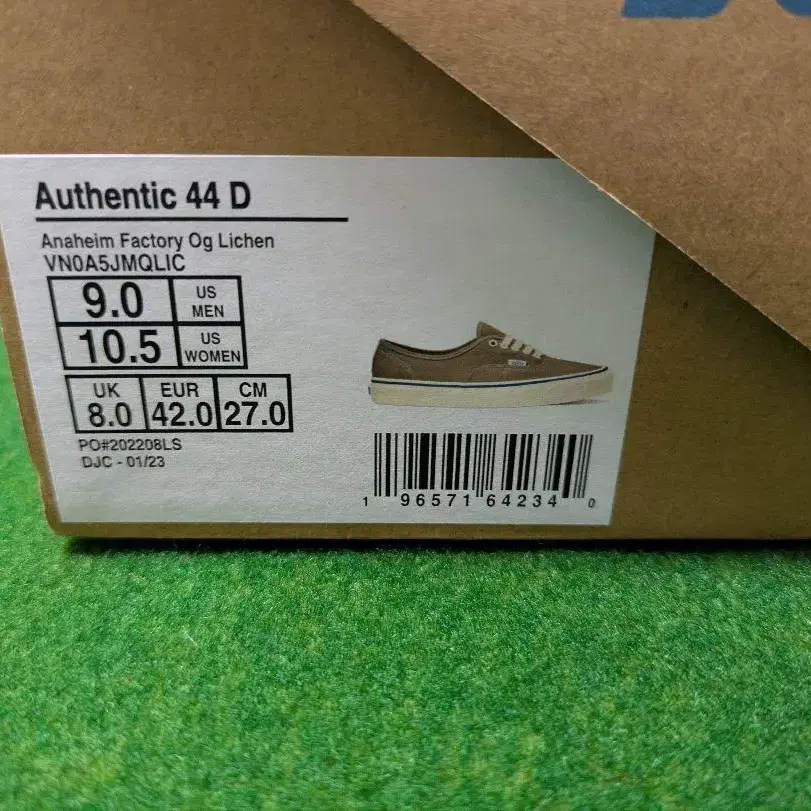 Authentic 44 D
Anaheim Factory Og Lichen
VN0A5JMQLIC
9.0 US MEN
10.5 US WOMEN
UK EUR CM
8.0 42.0 27.0
PO#202208LS
DJC - 01/23
1 96571 64234 0